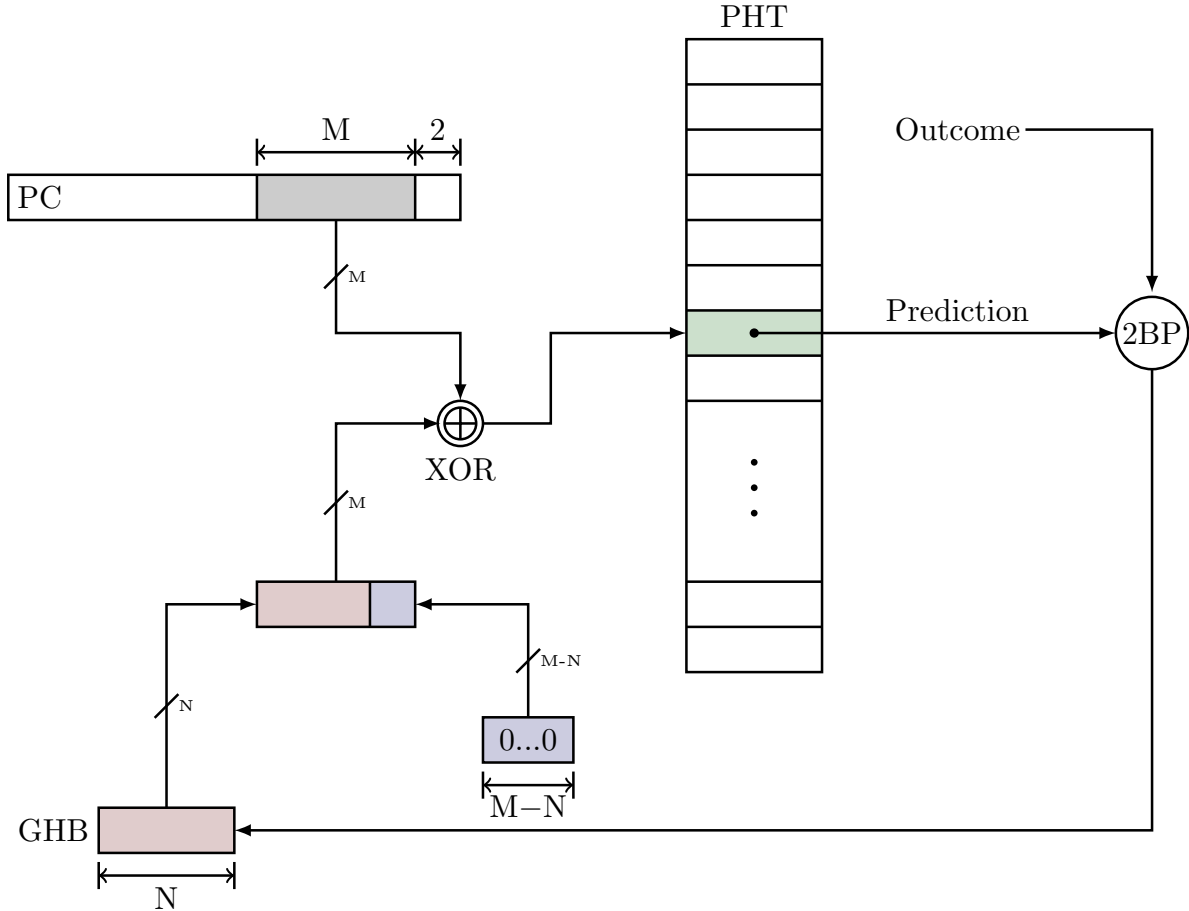 PHT
M
2
Outcome
PC
M
Prediction
2BP
XOR
M
M-N
N
0...0
M−N
GHB
N